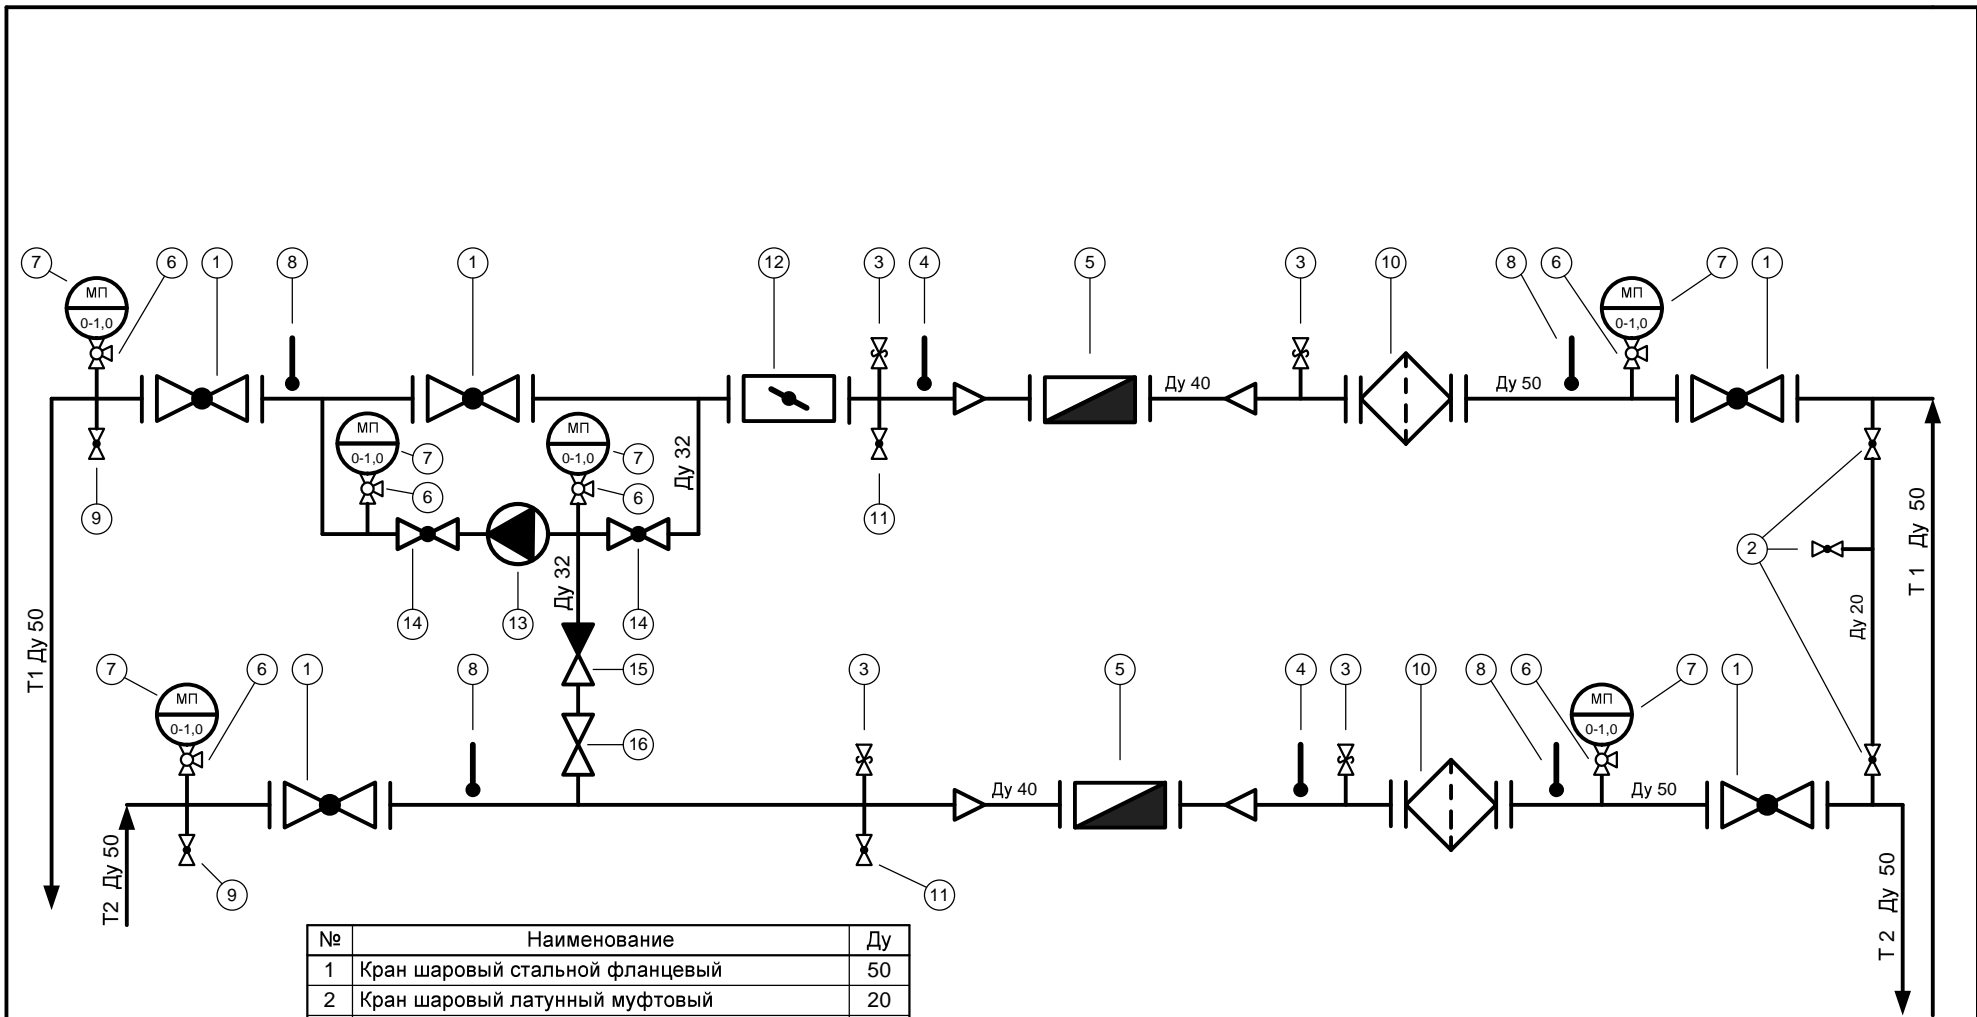 7 6 1 8 1 12 3 4 5 3 10 8 6 7 1
МП
0-1,0
МП
0-1,0
Ду 40
Ду 50
МП
0-1,0
7
МП
0-1,0
7
6
6
Ду 32
9
11
2
Т 1 Ду 50
Ду 32
14
13
14
Ду 20
Т1 Ду 50
7 6 1 8 15 3 5 4 3 10 8 6 7 1
МП
0-1,0
МП
0-1,0
16
Ду 40
Ду 50
Т2 Ду 50
9
11
Т 2 Ду 50
№ Наименование Ду
1 Кран шаровый стальной фланцевый 50
2 Кран шаровый латунный муфтовый 20